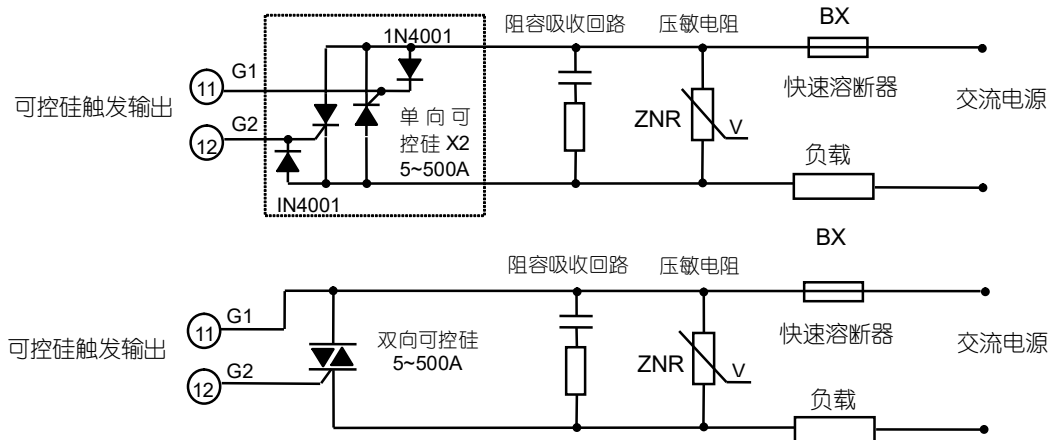 阻容吸收回路
压敏电阻
BX
1N4001
G1
11
快速溶断器
可控硅触发输出
交流电源
单向可
控硅 X2
5~500A
ZNR
V
G2
12
负载
IN4001
BX
阻容吸收回路
压敏电阻
G1
11
双向可控硅
5~500A
快速溶断器
可控硅触发输出
交流电源
G2
12
ZNR
V
负载